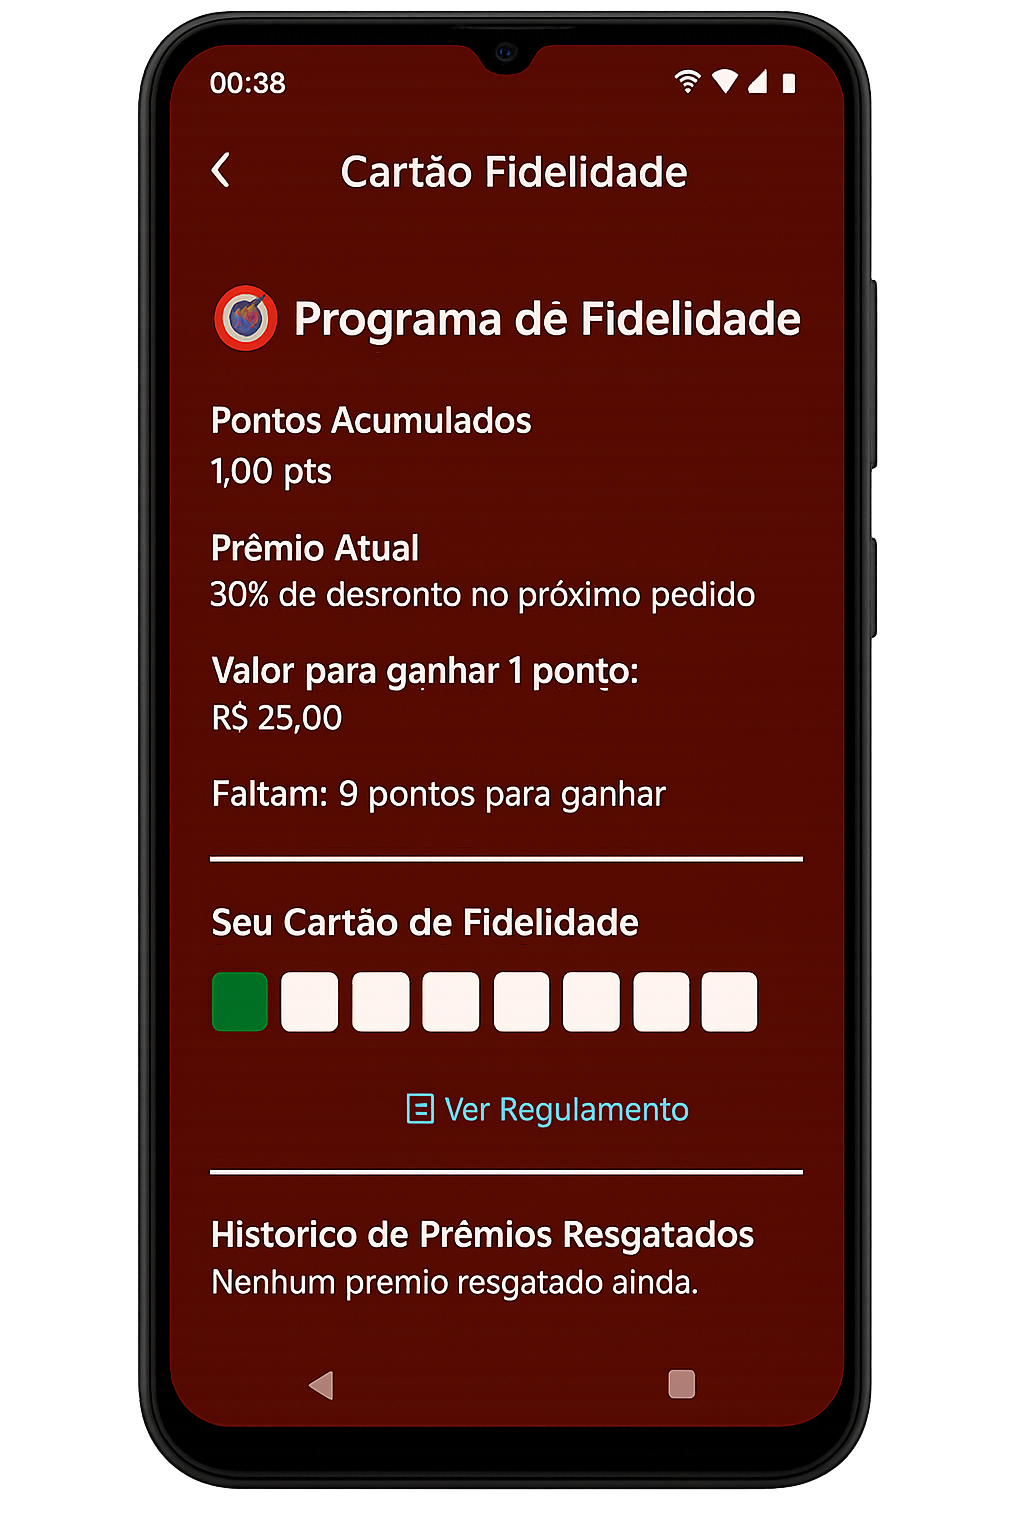 00:38
Cartão Fidelidade
Programa de Fidelidade
Pontos Acumulados
1,00 pts
Prêmio Atual
30% de desronto no próximo pedido
Valor para ganhar 1 ponto:
R$ 25,00
Faltam: 9 pontos para ganhar
Seu Cartão de Fidelidade
Ver Regulamento
Historico de Prêmios Resgatados
Nenhum premio resgatado ainda.